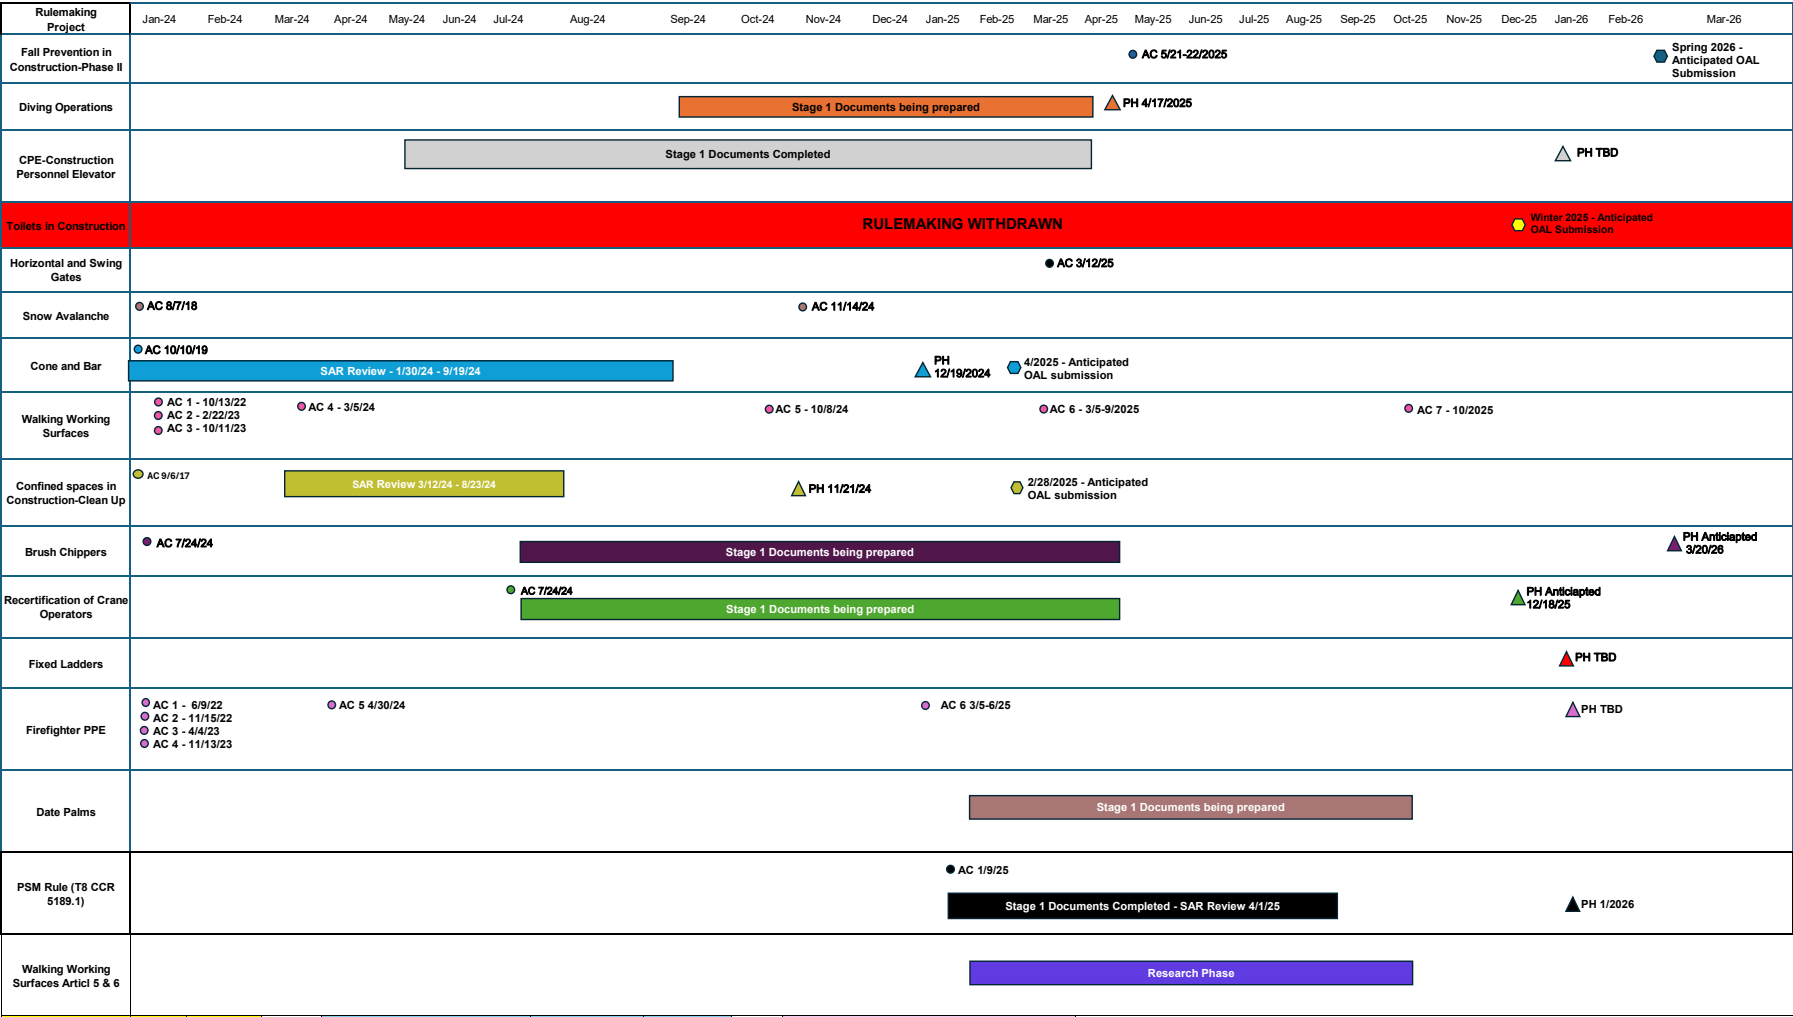 Rulemaking
Project
Jan-24 Feb-24 Mar-24 Apr-24 May-24 Jun-24 Jul-24 Aug-24 Sep-24 Oct-24 Nov-24 Dec-24 Jan-25 Feb-25 Mar-25 Apr-25 May-25 Jun-25 Jul-25 Aug-25 Sep-25 Oct-25 Nov-25 Dec-25 Jan-26 Feb-26 Mar-26
Fall Prevention in
Construction-Phase II
AC 5/21-22/2025
Spring 2026 -
Anticipated OAL
Submission
Diving Operations
Stage 1 Documents being prepared
PH 4/17/2025
CPE-Construction
Personnel Elevator
Stage 1 Documents Completed
PH TBD
Toilets in Construction
RULEMAKING WITHDRAWN
Winter 2025 - Anticipated
OAL Submission
Horizontal and Swing
Gates
AC 3/12/25
Snow Avalanche
AC 8/7/18
AC 11/14/24
Cone and Bar
AC 10/10/19
SAR Review - 1/30/24 - 9/19/24
PH
12/19/2024
4/2025 - Anticipated
OAL submission
Walking Working
Surfaces
AC 1 - 10/13/22
AC 2 - 2/22/23
AC 3 - 10/11/23
AC 4 - 3/5/24
AC 5 - 10/8/24
AC 6 - 3/5-9/2025
AC 7 - 10/2025
Confined spaces in
Construction-Clean Up
AC 9/6/17
SAR Review 3/12/24 - 8/23/24
PH 11/21/24
2/28/2025 - Anticipated
OAL submission
Brush Chippers
AC 7/24/24
Stage 1 Documents being prepared
PH Anticiapted
3/20/26
Recertification of Crane
Operators
AC 7/24/24
Stage 1 Documents being prepared
PH Anticiapted
12/18/25
Fixed Ladders
PH TBD
Firefighter PPE
AC 1 - 6/9/22
AC 2 - 11/15/22
AC 3 - 4/4/23
AC 4 - 11/13/23
AC 5 4/30/24
AC 6 3/5-6/25
PH TBD
Date Palms
Stage 1 Documents being prepared
PSM Rule (T8 CCR
5189.1)
AC 1/9/25
Stage 1 Documents Completed - SAR Review 4/1/25
PH 1/2026
Walking Working
Surfaces Articl 5 & 6
Research Phase